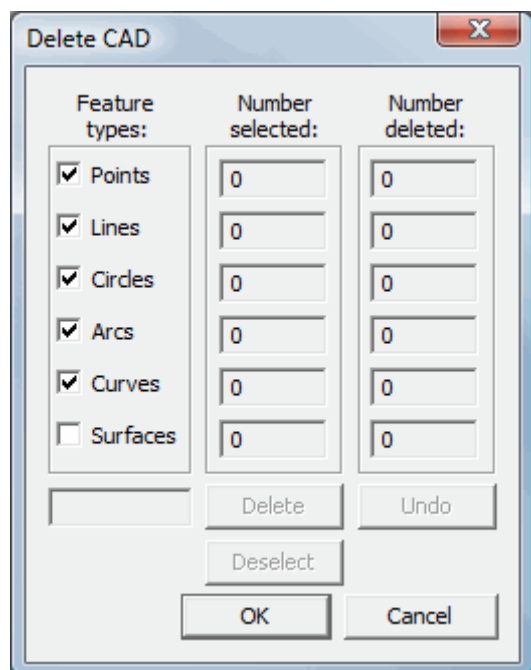 Delete CAD
Feature types:
Number selected:
Number deleted:
Points 0 0
Lines 0 0
Circles 0 0
Arcs 0 0
Curves 0 0
Surfaces 0 0
Delete Undo
Deselect
OK Cancel